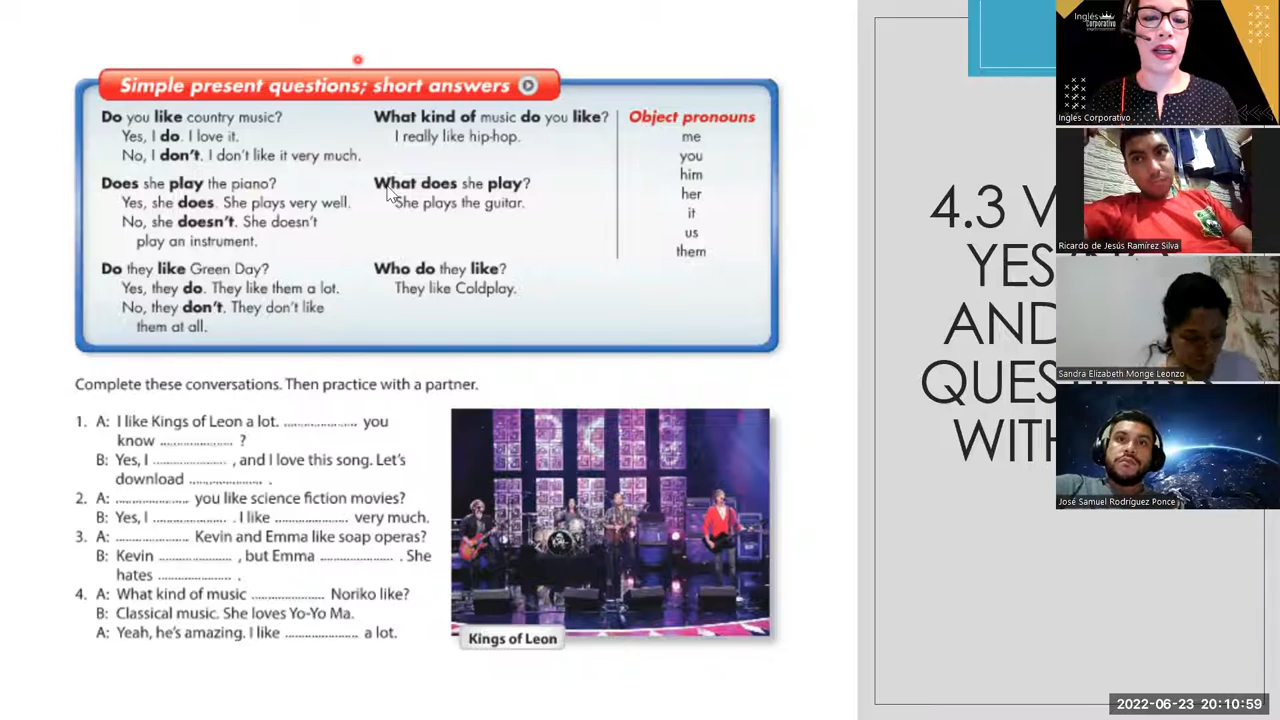 Simple present questions; short answers
Do you like country music?
Yes, I do. I love it.
No, I don't. I don't like it very much.
Does she play the piano?
Yes, she does. She plays very well.
No, she doesn't. She doesn't
play an instrument.
Do they like Green Day?
Yes, they do. They like them a lot.
No, they don't. They don't like
them at all.
What kind of music do you like?
I really like hip-hop.
What does she play?
She plays the guitar.
Who do they like?
They like Coldplay.
Object pronouns
me
you
him
her
it
us
them
Complete these conversations. Then practice with a partner.
1. A: I like Kings of Leon a lot. .................... you
know .................... ?
B: Yes, I .................... , and I love this song. Let's
download .................... .
2. A: .................... you like science fiction movies?
B: Yes, I .................... . I like .................... very much.
3. A: .................... Kevin and Emma like soap operas?
B: Kevin .................... , but Emma .................... . She
hates .................... .
4. A: What kind of music .................... Noriko like?
B: Classical music. She loves Yo-Yo Ma.
A: Yeah, he's amazing. I like .................... a lot.
Kings of Leon
4.3 
YES
AND
WITH
Inglés
Corporativo
Inglés Corporativo
Ricardo de Jesús Ramírez Silva
Sandra Elizabeth Monge Leonzo
José Samuel Rodríguez Ponce
2022-06-23 20:10:59